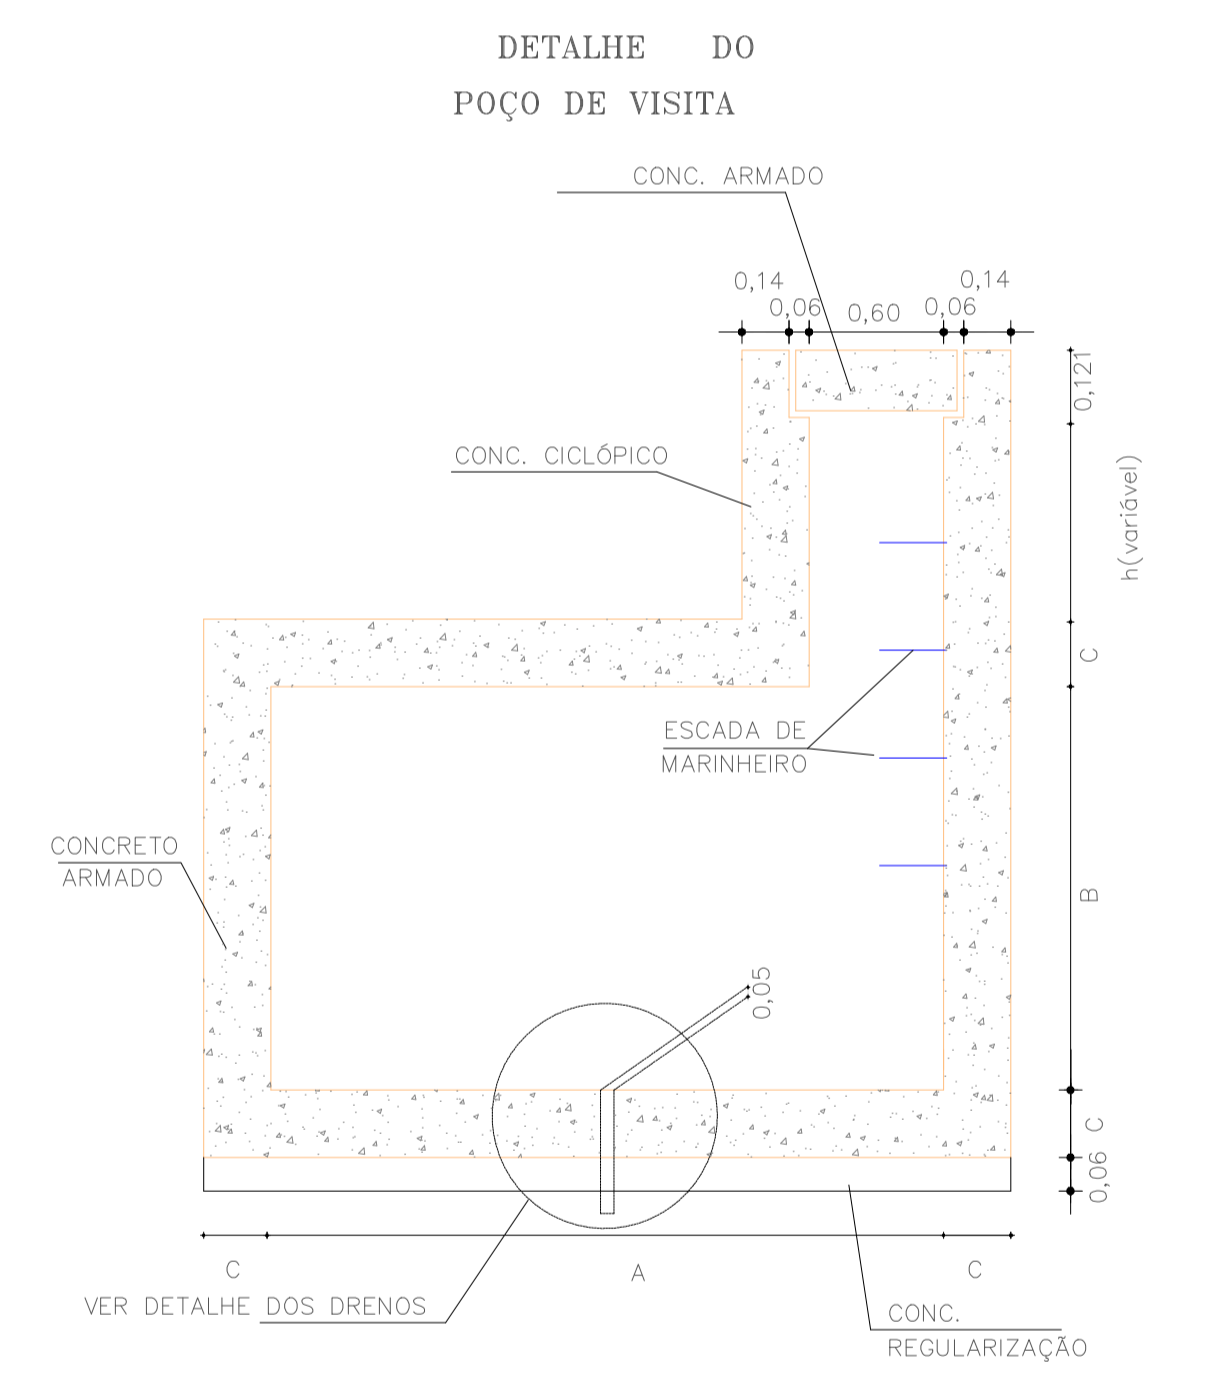 DETALHE DO
POÇO DE VISITA
CONC. ARMADO
0,14
0,06
0,60
0,06
0,14
0,121
CONC. CICLÓPICO
h(variável)
C
ESCADA DE
MARINHEIRO
CONCRETO
ARMADO
B
0,05
C
0,06
C
A
C
VER DETALHE DOS DRENOS
CONC.
REGULARIZAÇÃO